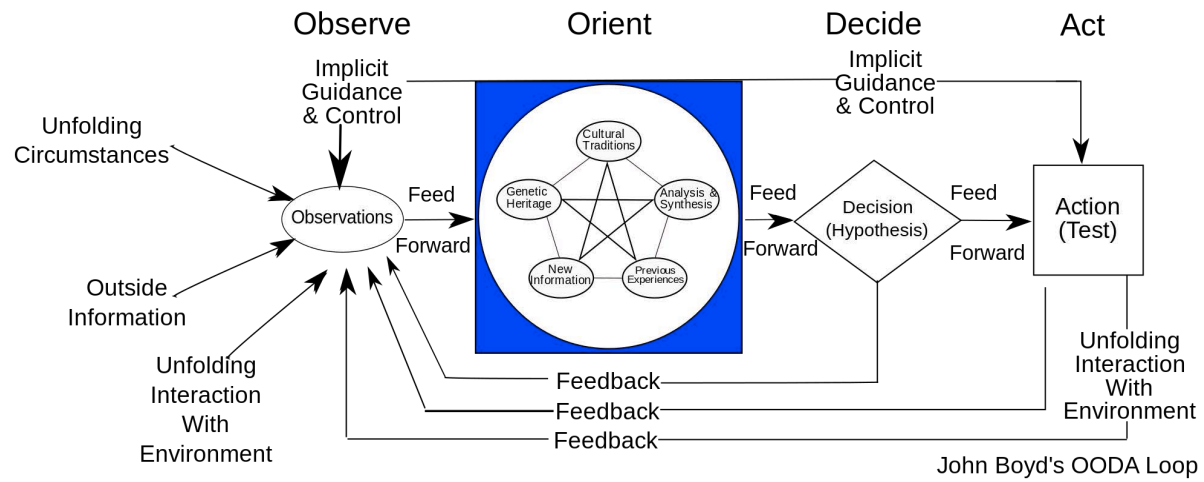 Observe
Orient
Decide
Act
Implicit
Guidance
& Control
Implicit
Guidance
& Control
Unfolding
Circumstances
Observations
Feed
Forward
Cultural
Traditions
Genetic
Heritage
Analysis &
Synthesis
New
Information
Previous
Experiences
Feed
Forward
Decision
(Hypothesis)
Feed
Forward
Action
(Test)
Outside
Information
Unfolding
Interaction
With
Environment
Unfolding
Interaction
With
Environment
Feedback
Feedback
Feedback
John Boyd's OODA Loop